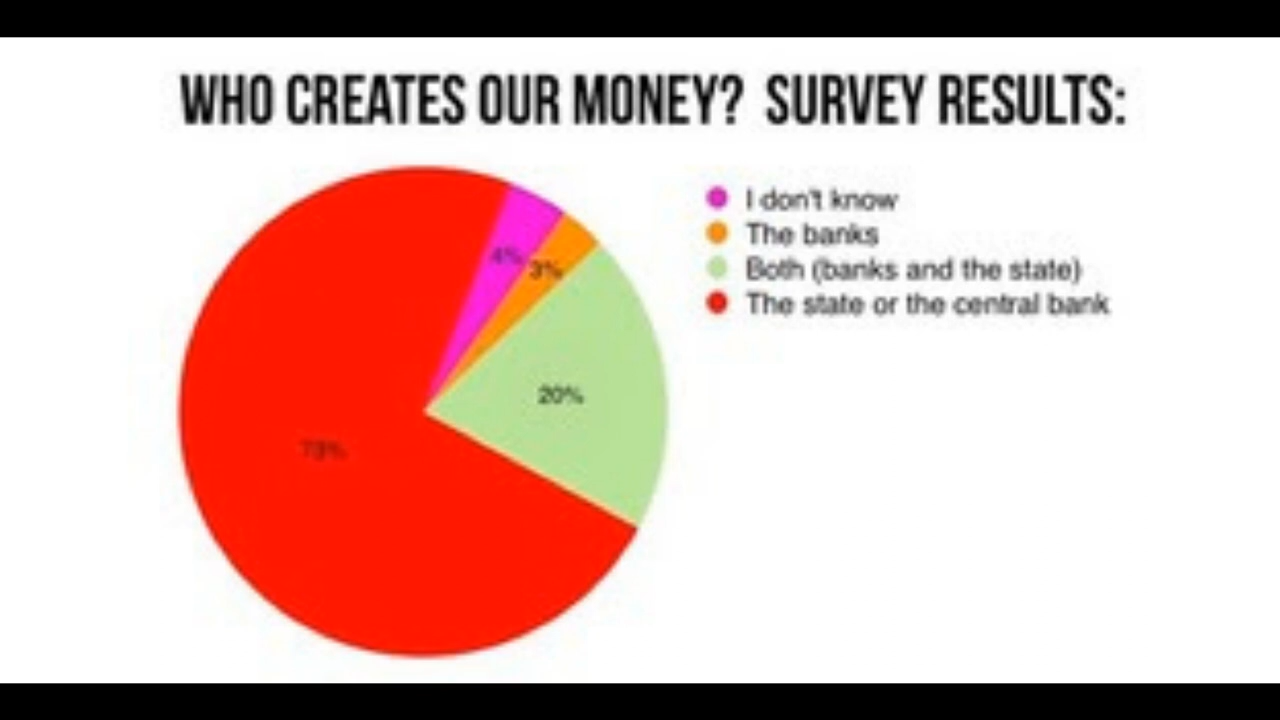 WHO CREATES OUR MONEY? SURVEY RESULTS:
I don't know
The banks
Both (banks and the state)
The state or the central bank
4%
3%
20%
73%